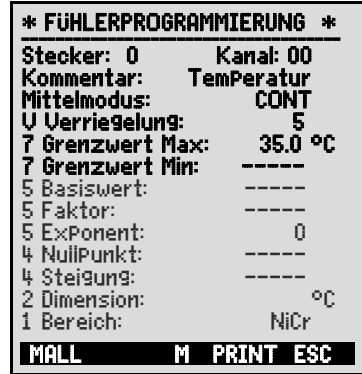 * FÜHLERPROGRAMMIERUNG *
Stecker: 0 Kanal: 00
Kommentar: Temperatur
Mittelmodus: CONT
V Verriegelung: 5
7 Grenzwert Max: 35.0 °C
7 Grenzwert Min: -----
5 Basiswert: -----
5 Faktor: -----
5 Exponent: 0
4 Nullpunkt: -----
4 Steigung: -----
2 Dimension: °C
1 Bereich: NiCr
MALL M PRINT ESC